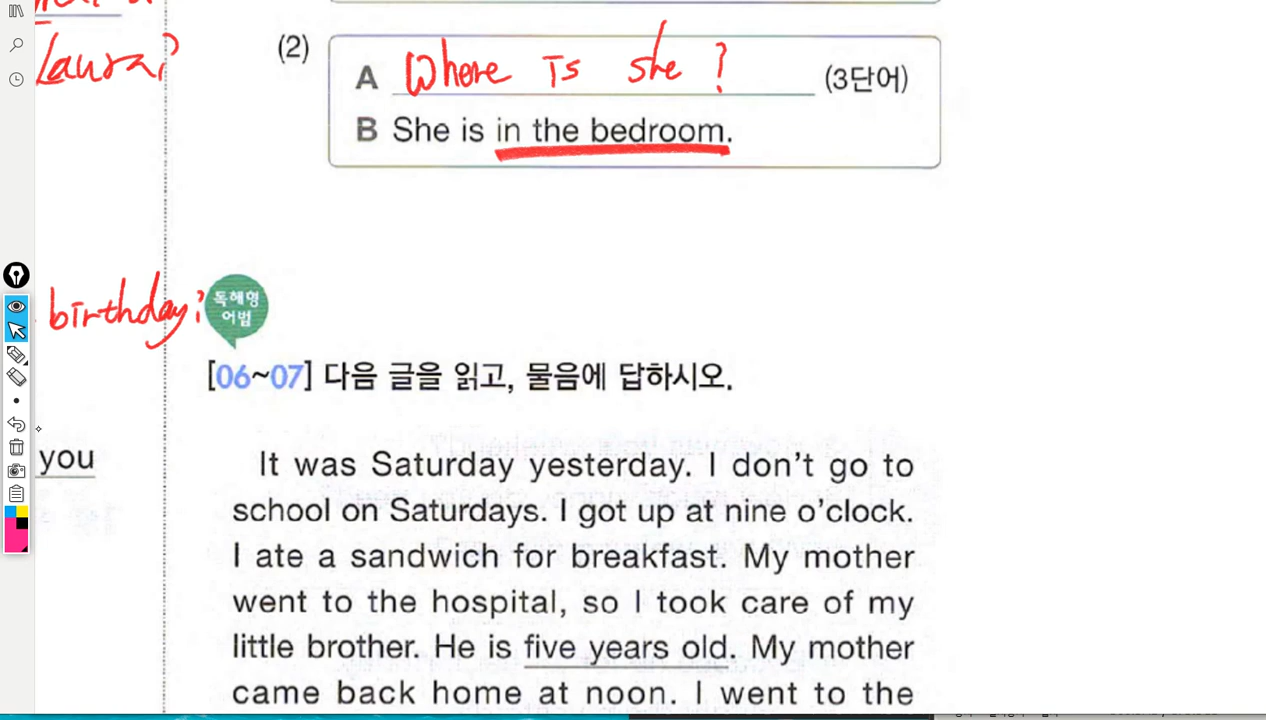 Laura?
(2)
A Where is she? (3단어)
B She is in the bedroom.
birthday?
독해형
어법
[06~07] 다음 글을 읽고, 물음에 답하시오.
you
It was Saturday yesterday. I don't go to
school on Saturdays. I got up at nine o'clock.
I ate a sandwich for breakfast. My mother
went to the hospital, so I took care of my
little brother. He is five years old. My mother
came back home at noon. I went to the